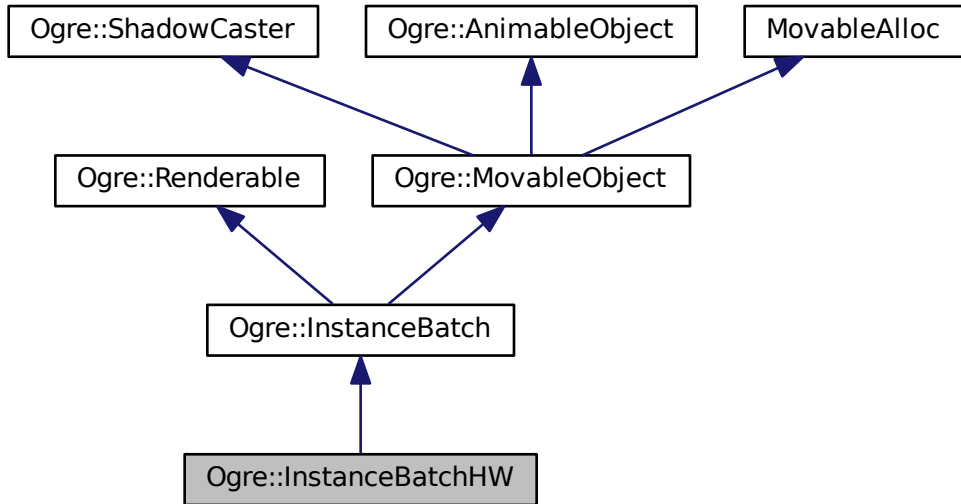 Ogre::ShadowCaster
Ogre::AnimableObject
MovableAlloc
Ogre::Renderable
Ogre::MovableObject
Ogre::InstanceBatch
Ogre::InstanceBatchHW